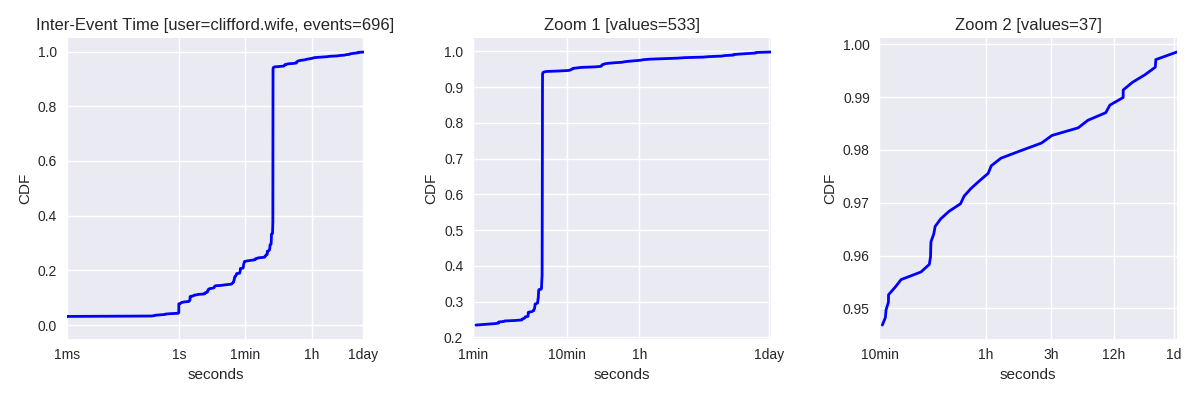 Inter-Event Time [user=clifford.wife, events=696]
CDF
1.0
0.8
0.6
0.4
0.2
0.0
1ms 1s 1min 1h 1day
seconds
Zoom 1 [values=533]
CDF
1.0
0.9
0.8
0.7
0.6
0.5
0.4
0.3
0.2
1min 10min 1h 1day
seconds
Zoom 2 [values=37]
CDF
1.00
0.99
0.98
0.97
0.96
0.95
10min 1h 3h 12h 1d
seconds